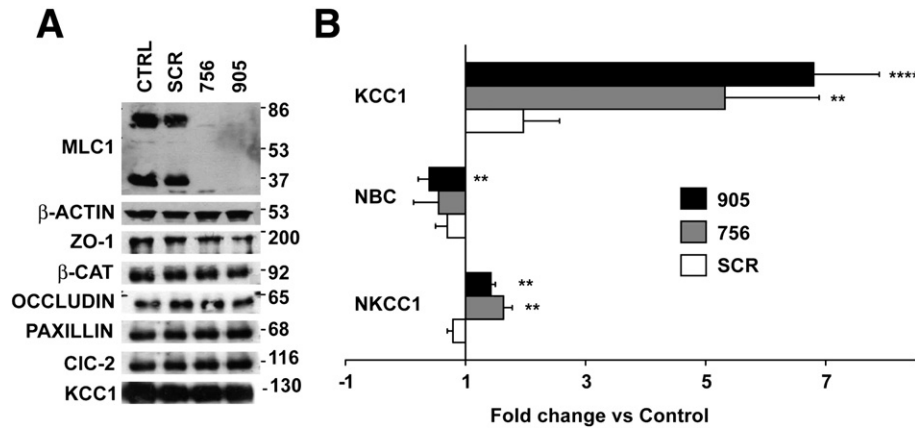 A
CTRL SCR 756 905
MLC1
-86
-53
-37
β-ACTIN -53
ZO-1 200
β-CAT -92
OCCLUDIN -65
PAXILLIN -68
ClC-2 -116
KCC1 -130
B
KCC1
****
**
NBC
**
NKCC1
**
**
905
756
SCR
-1 1 3 5 7
Fold change vs Control